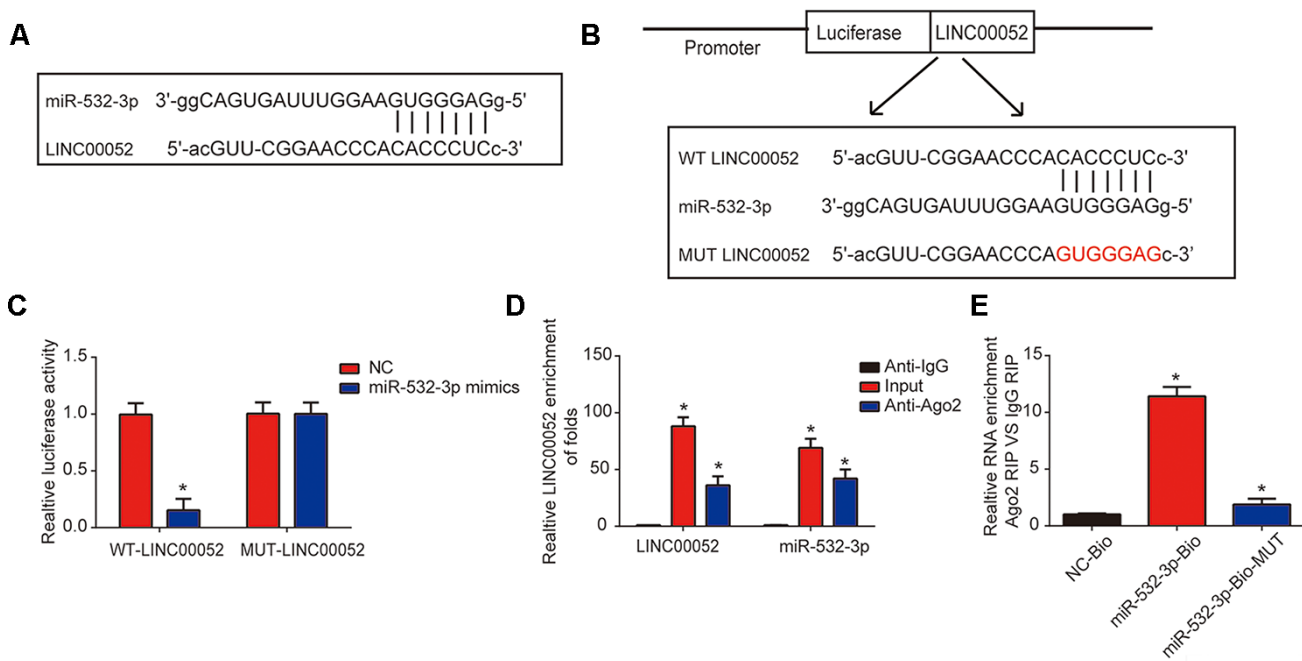 A
miR-532-3p 3'-ggCAGUGAUUUGGAAGUGGGAGg-5'
LINC00052 5'-acGUU-CGGAACCCACACCCUCc-3'
B
Promoter
Luciferase
LINC00052
WT LINC00052 5'-acGUU-CGGAACCCACACCCUCc-3'
miR-532-3p 3'-ggCAGUGAUUUGGAAGUGGGAGg-5'
MUT LINC00052 5'-acGUU-CGGAACCCAGUGGGAGc-3’
C
Realtive luciferase activity
1.5
1.0
0.5
0.0
NC
miR-532-3p mimics
*
WT-LINC00052
MUT-LINC00052
D
Realtive LINC00052 enrichment
of folds
150
100
50
0
Anti-IgG
Input
Anti-Ago2
*
*
*
*
LINC00052
miR-532-3p
E
Realtive RNA enrichment
Ago2 RIP VS IgG RIP
15
10
5
0
*
*
NC-Bio
miR-532-3p-Bio
miR-532-3p-Bio-MUT